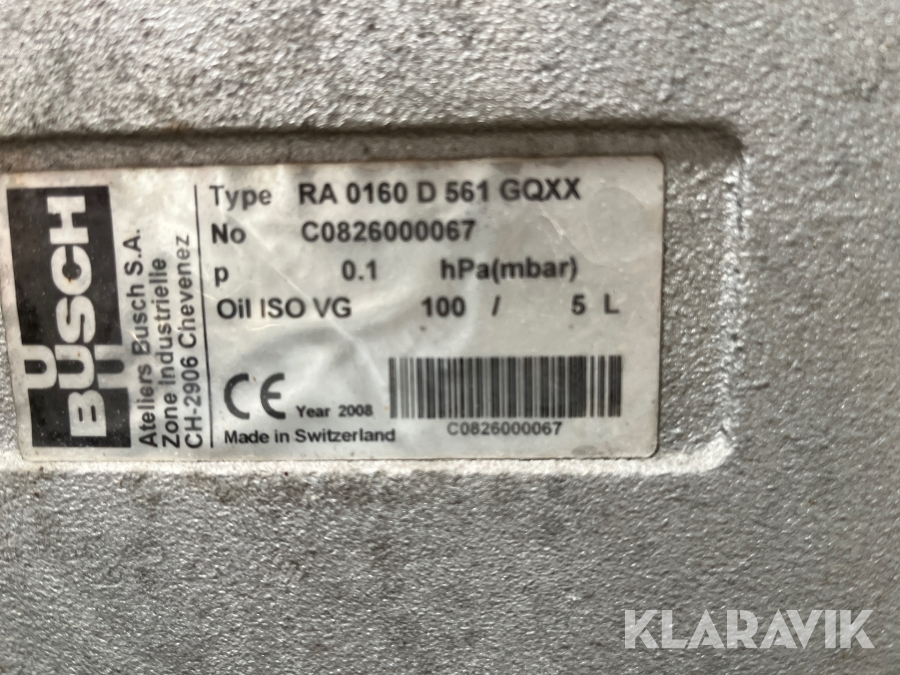 BUSCH
Ateliers Busch S.A.
Zone Industrielle
CH-2906 Chevenez
Type RA 0160 D 561 GQXX
No C0826000067
p 0.1 hPa(mbar)
Oil ISO VG 100 / 5 L
CE Year 2008
Made in Switzerland
C0826000067
KLARAVIK